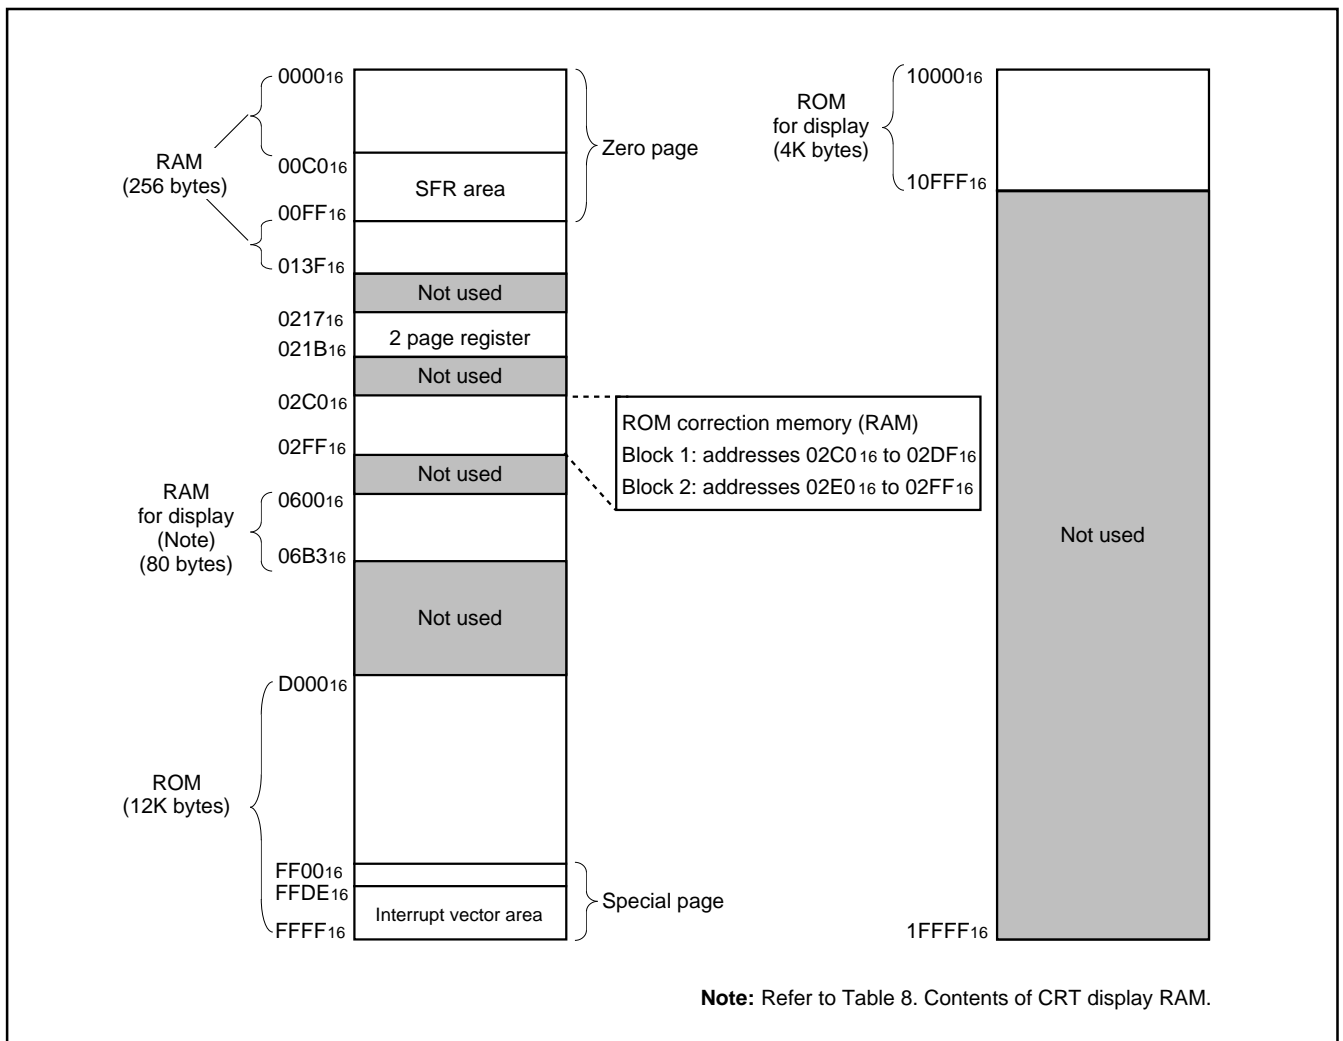 0000₁₆
RAM
(256 bytes)
00C0₁₆
SFR area
00FF₁₆
Zero page
013F₁₆
Not used
0217₁₆
2 page register
021B₁₆
Not used
02C0₁₆
02FF₁₆
ROM correction memory (RAM)
Block 1: addresses 02C0₁₆ to 02DF₁₆
Block 2: addresses 02E0₁₆ to 02FF₁₆
Not used
RAM
for display
(Note)
(80 bytes)
0600₁₆
06B3₁₆
Not used
D000₁₆
ROM
(12K bytes)
FF00₁₆
FFDE₁₆
Interrupt vector area
FFFF₁₆
Special page
10000₁₆
ROM
for display
(4K bytes)
10FFF₁₆
Not used
1FFFF₁₆
Note: Refer to Table 8. Contents of CRT display RAM.